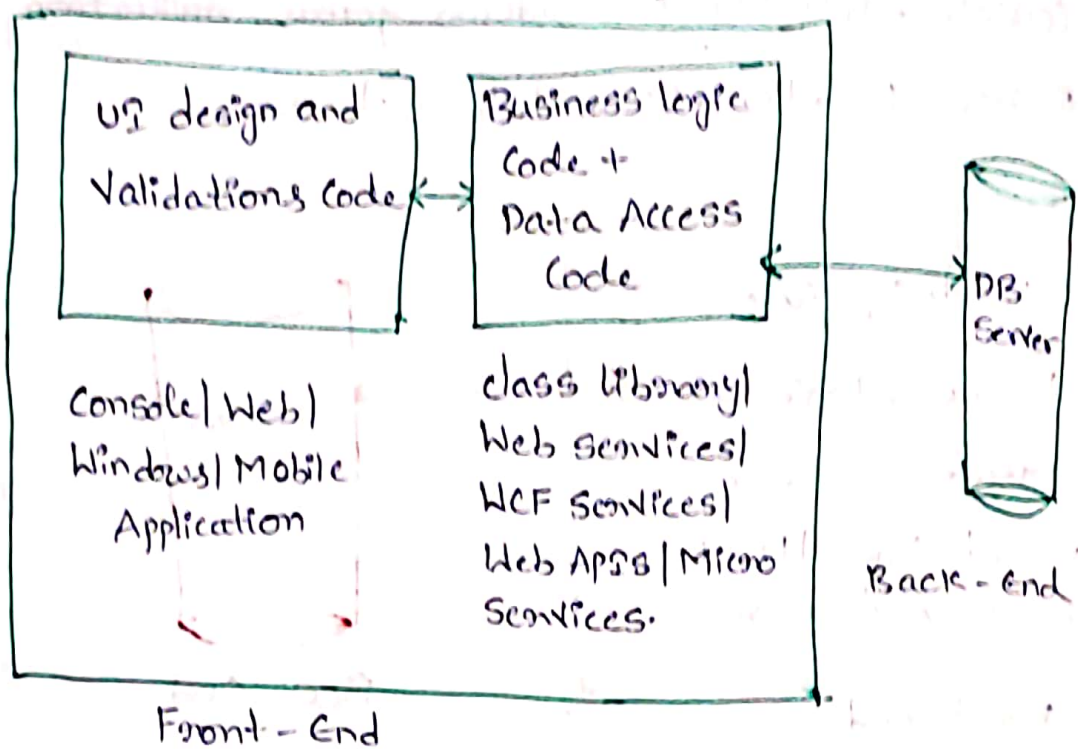 UI design and
Validations Code
Business logic
Code +
Data Access
Code
DB
Server
Console/Web/
Windows/Mobile
Application
class library/
Web services/
WCF Services/
Web APIs/Micro
Services.
Back-End
Front-End